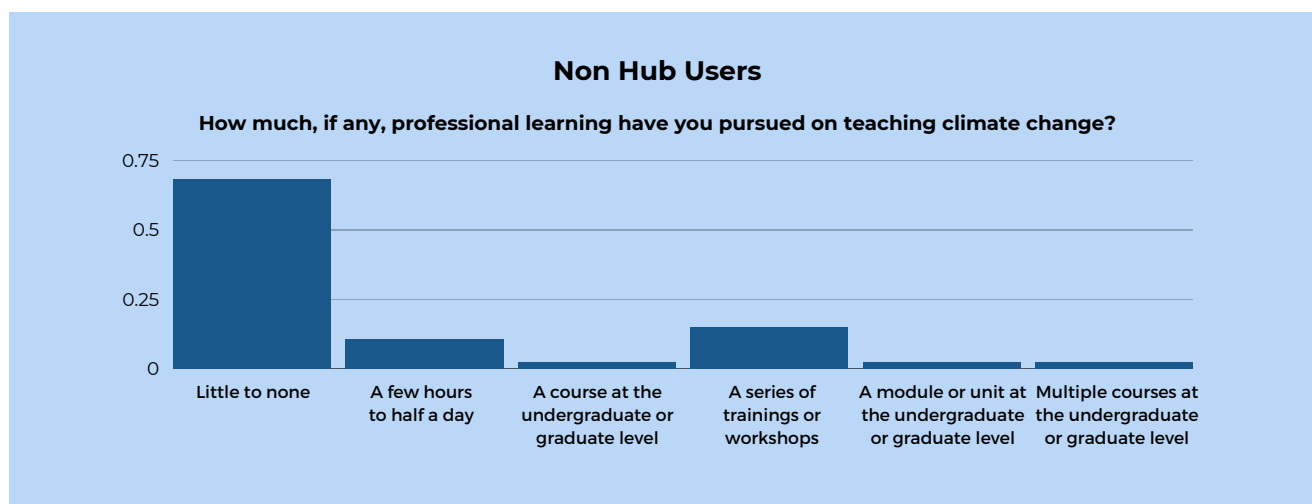 Non Hub Users
How much, if any, professional learning have you pursued on teaching climate change?
0.75
0.5
0.25
0
Little to none
A few hours
to half a day
A course at the
undergraduate or
graduate level
A series of
trainings or
workshops
A module or unit at
the undergraduate
or graduate level
Multiple courses at
the undergraduate
or graduate level